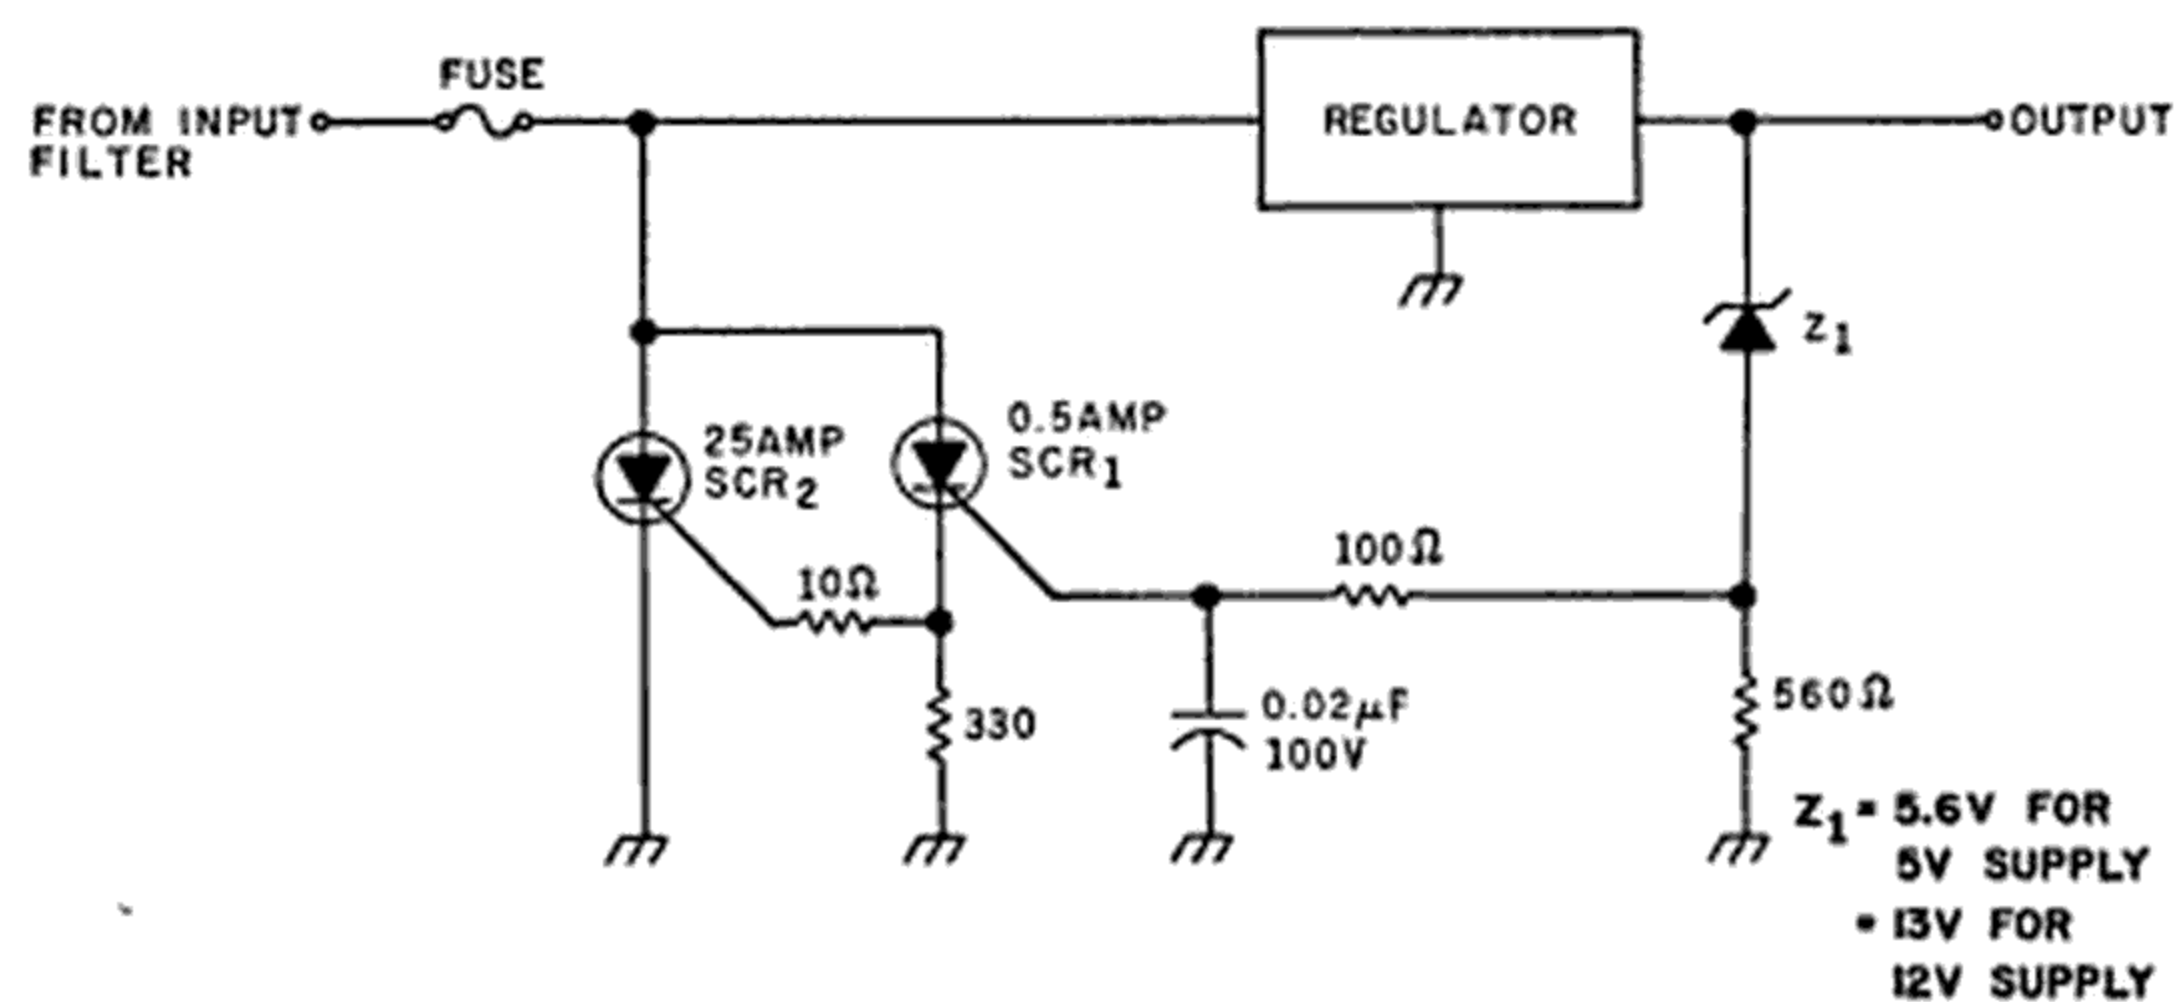 FUSE
FROM INPUT
FILTER
REGULATOR
OUTPUT
Z1
25AMP
SCR2
0.5AMP
SCR1
100Ω
10Ω
330
0.02μF
100V
560Ω
Z1 = 5.6V FOR
5V SUPPLY
= 13V FOR
12V SUPPLY